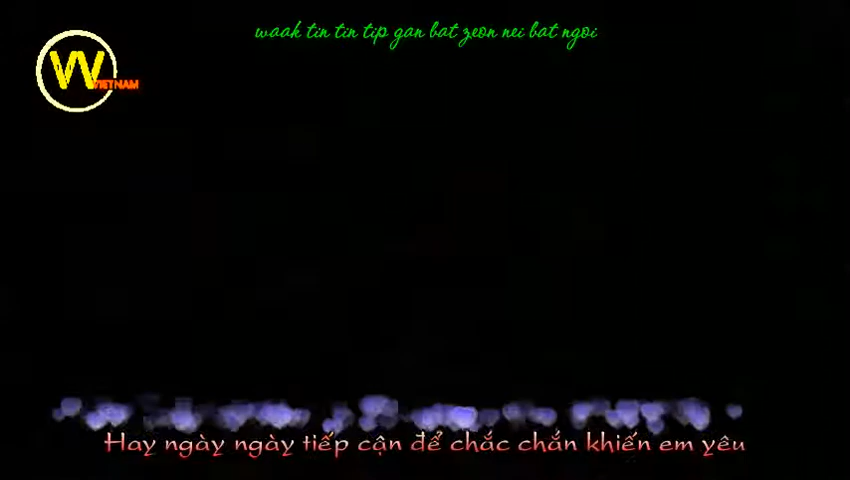 waak tin tin tip gan bat zeon nei bat ngoi
W
VIETNAM
Hay ngày ngày tiếp cận để chắc chắn khiến em yêu